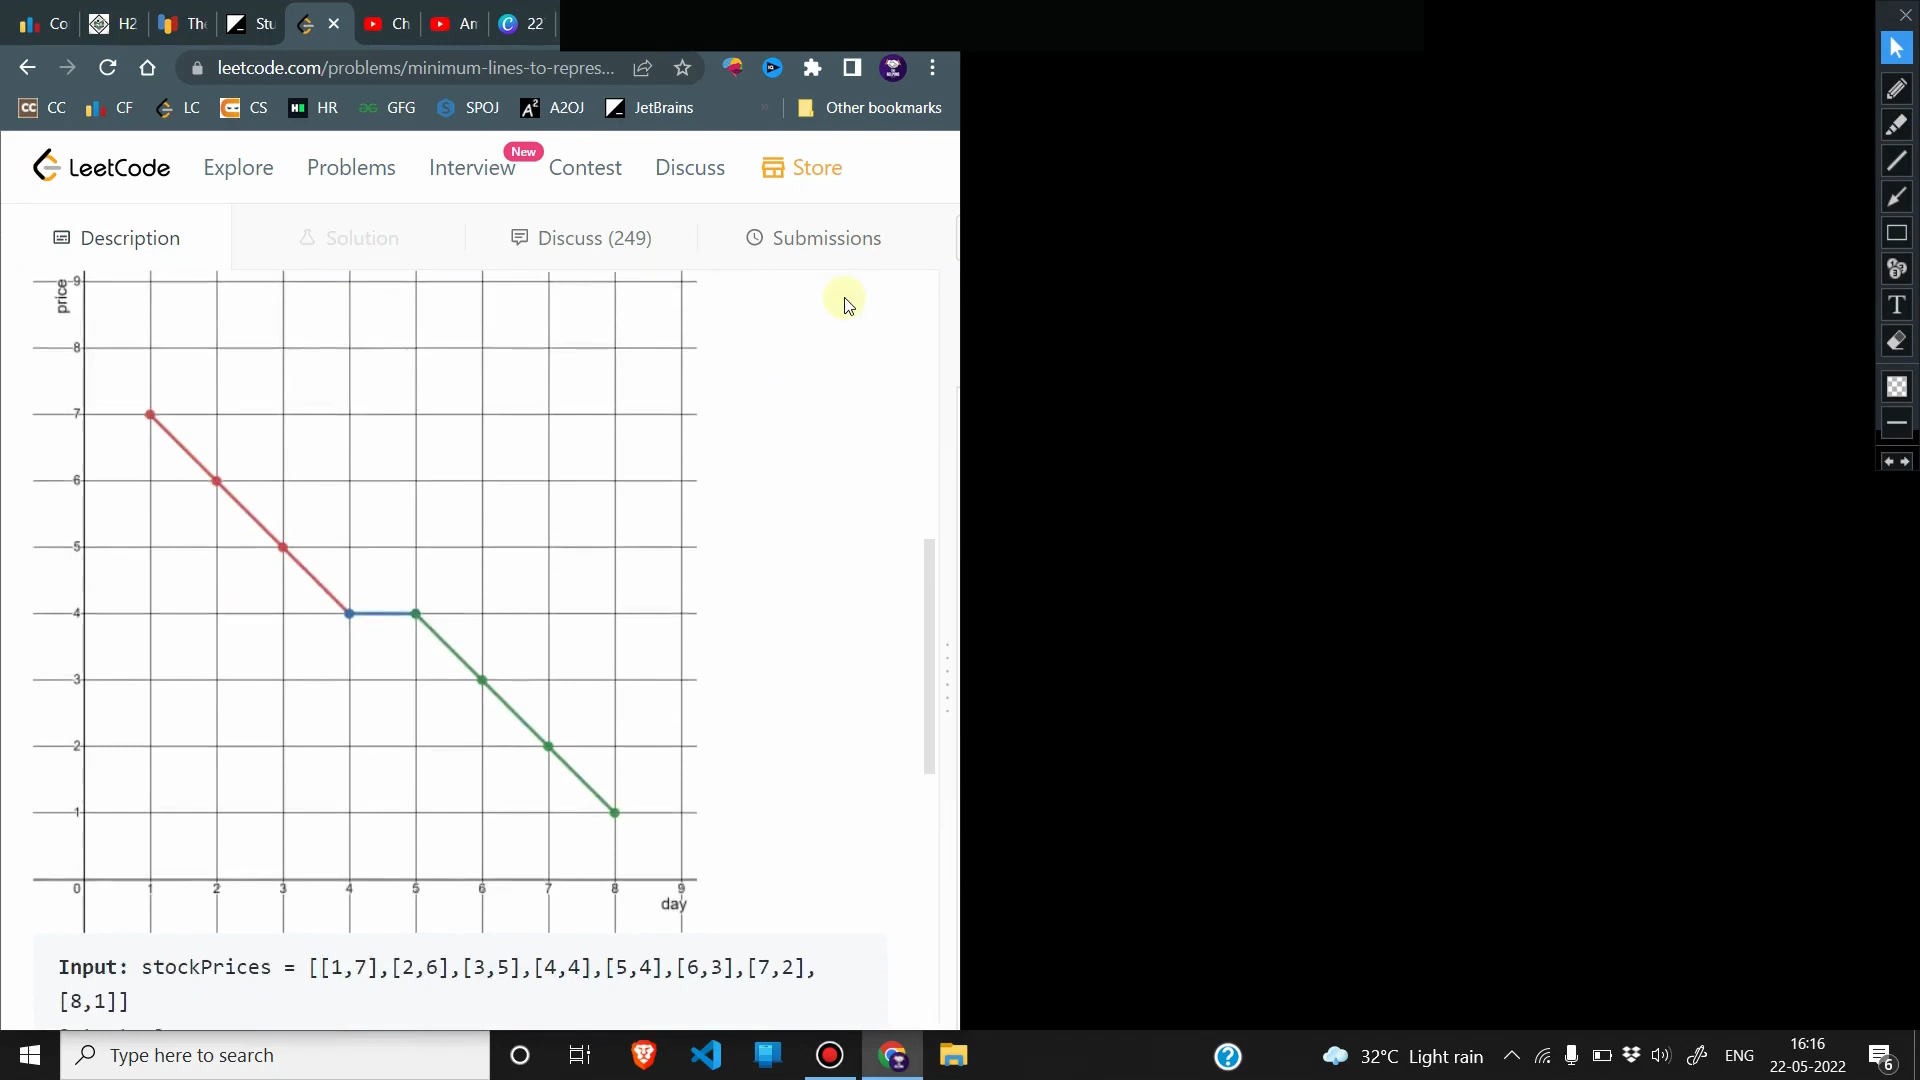 Co H2 Th Stu Ch An 22
leetcode.com/problems/minimum-lines-to-repres...
CC CC CF LC CS HR GFG SPOJ A2OJ JetBrains » Other bookmarks
New
LeetCode Explore Problems Interview Contest Discuss Store
Description Solution Discuss (249) Submissions
price
9
8
7
6
5
4
3
2
1
0 1 2 3 4 5 6 7 8 9
day
Input: stockPrices = [[1,7],[2,6],[3,5],[4,4],[5,4],[6,3],[7,2],
[8,1]]
T
Type here to search
32°C Light rain
ENG
16:16
22-05-2022
6